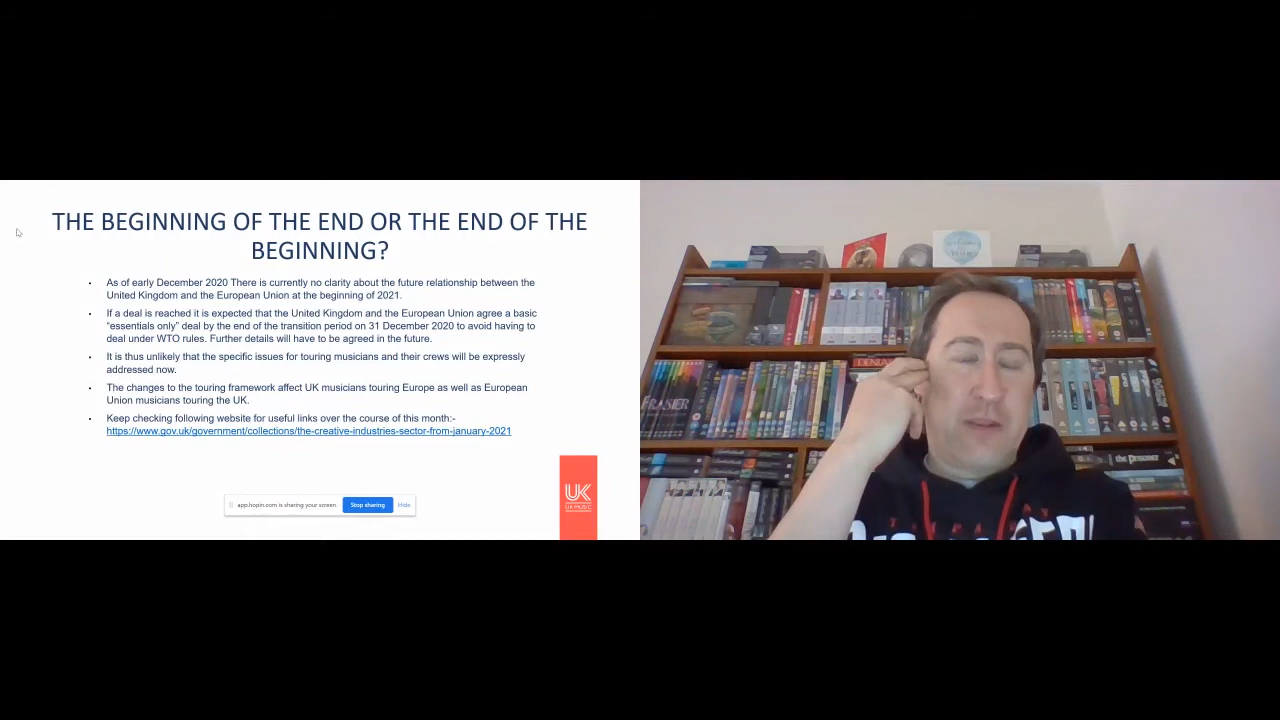 THE BEGINNING OF THE END OR THE END OF THE
BEGINNING?
As of early December 2020 There is currently no clarity about the future relationship between the
United Kingdom and the European Union at the beginning of 2021.
If a deal is reached it is expected that the United Kingdom and the European Union agree a basic
“essentials only” deal by the end of the transition period on 31 December 2020 to avoid having to
deal under WTO rules. Further details will have to be agreed in the future.
It is thus unlikely that the specific issues for touring musicians and their crews will be expressly
addressed now.
The changes to the touring framework affect UK musicians touring Europe as well as European
Union musicians touring the UK.
Keep checking following website for useful links over the course of this month:-
https://www.gov.uk/government/collections/the-creative-industries-sector-from-january-2021
app.hopin.com is sharing your screen.
Stop sharing
Hide
UK
UK MUSIC
FRASIER
the PRISONER